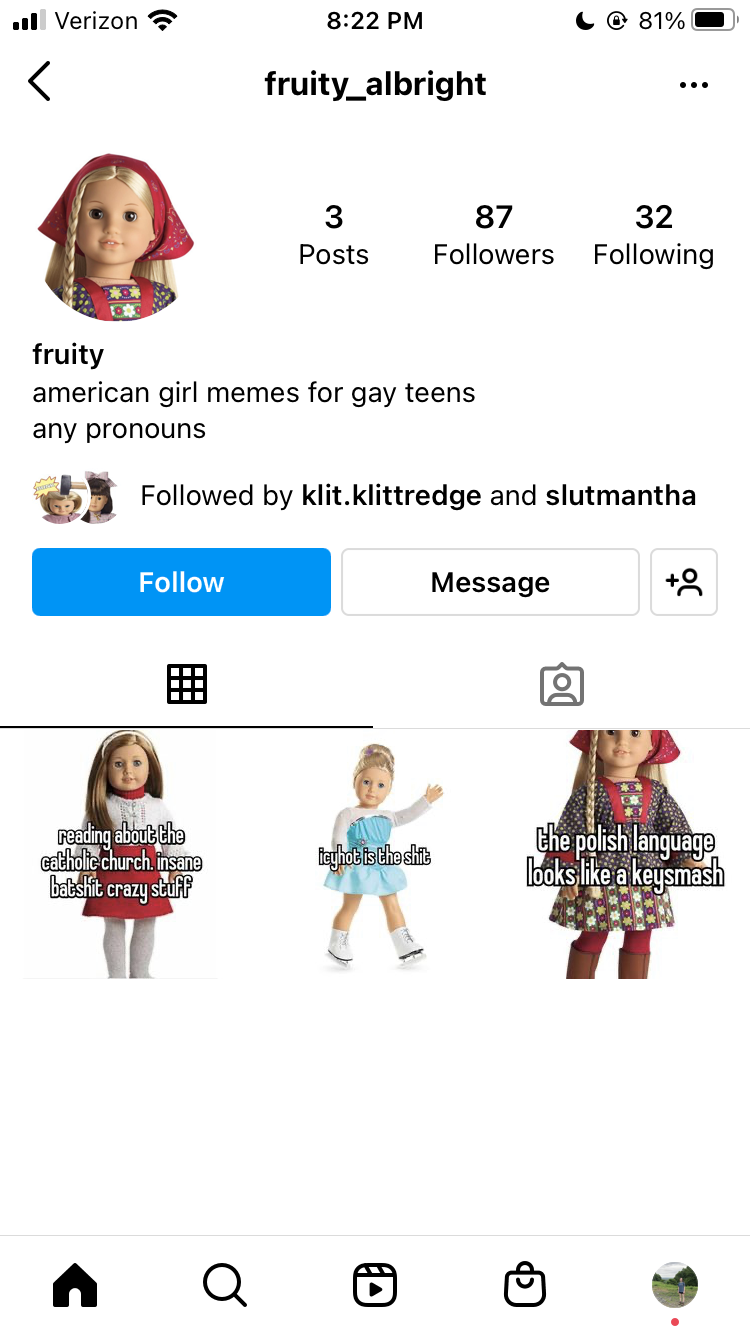 Verizon 8:22 PM 81%
fruity_albright
3 87 32
Posts Followers Following
fruity
american girl memes for gay teens
any pronouns
Followed by klit.klittredge and slutmantha
Follow Message
reading about the
catholic church. insane
batshit crazy stuff
icyhot is the shit
the polish language
looks like a keysmash